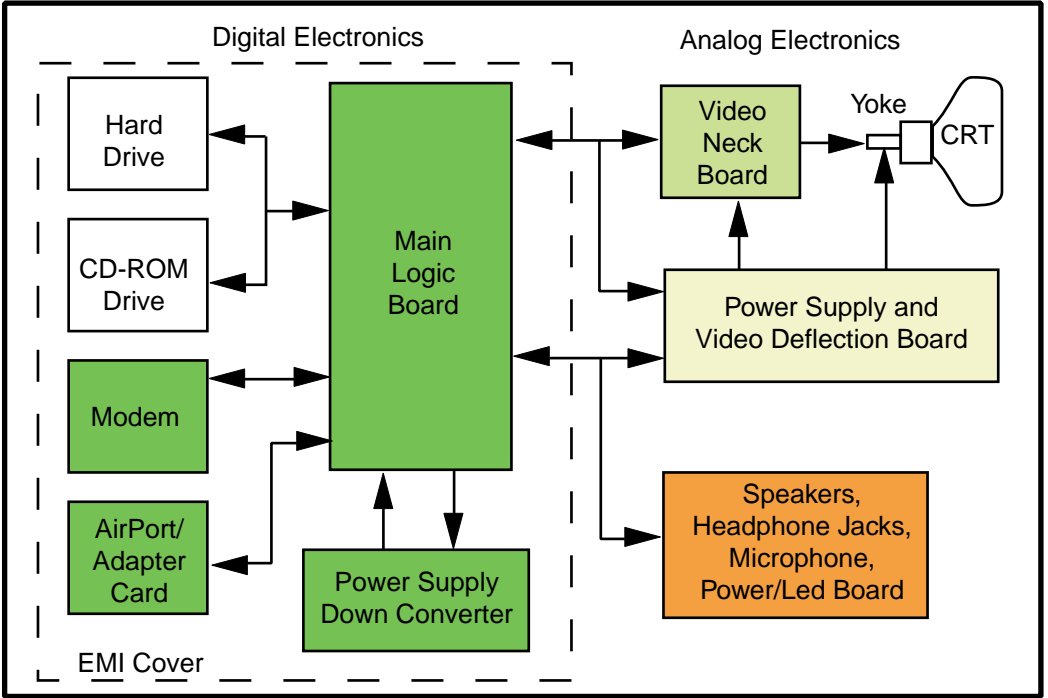 Digital Electronics
Analog Electronics
Hard
Drive
CD-ROM
Drive
Modem
AirPort/
Adapter
Card
Main
Logic
Board
Power Supply
Down Converter
EMI Cover
Video
Neck
Board
Yoke
CRT
Power Supply and
Video Deflection Board
Speakers,
Headphone Jacks,
Microphone,
Power/Led Board